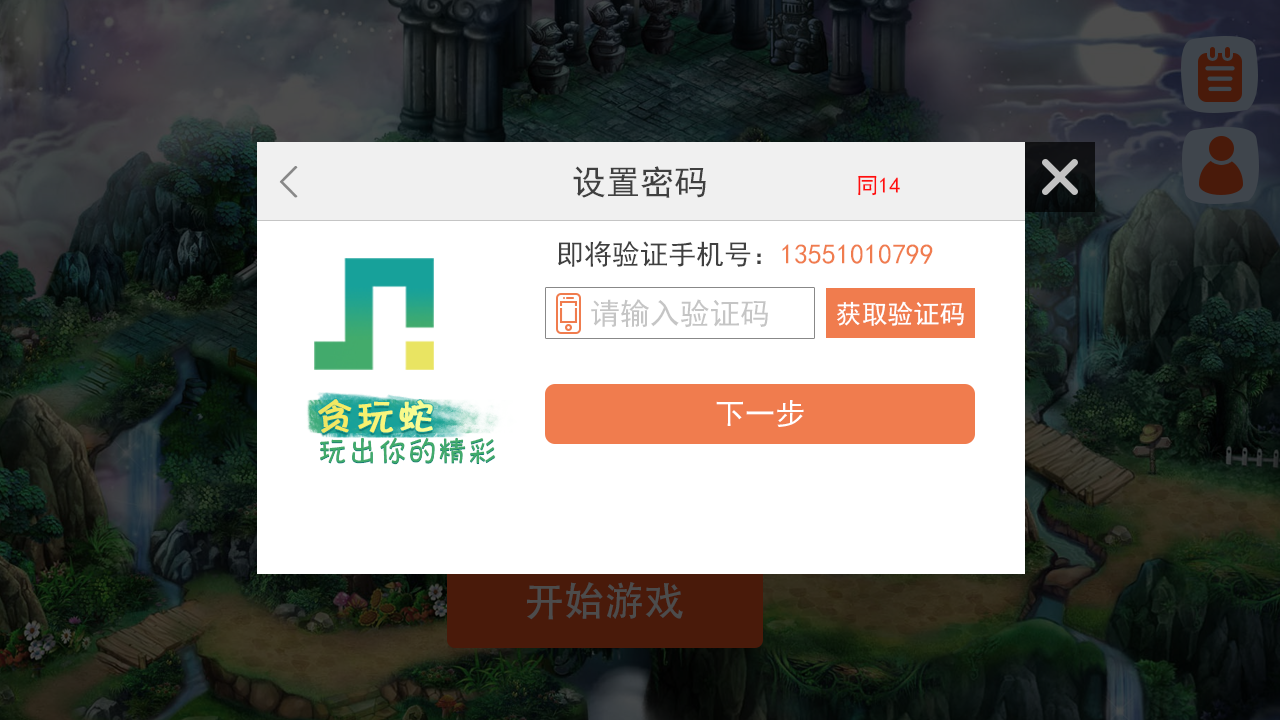 设置密码
同14
即将验证手机号：13551010799
请输入验证码
获取验证码
下一步
贪玩蛇
玩出你的精彩
开始游戏